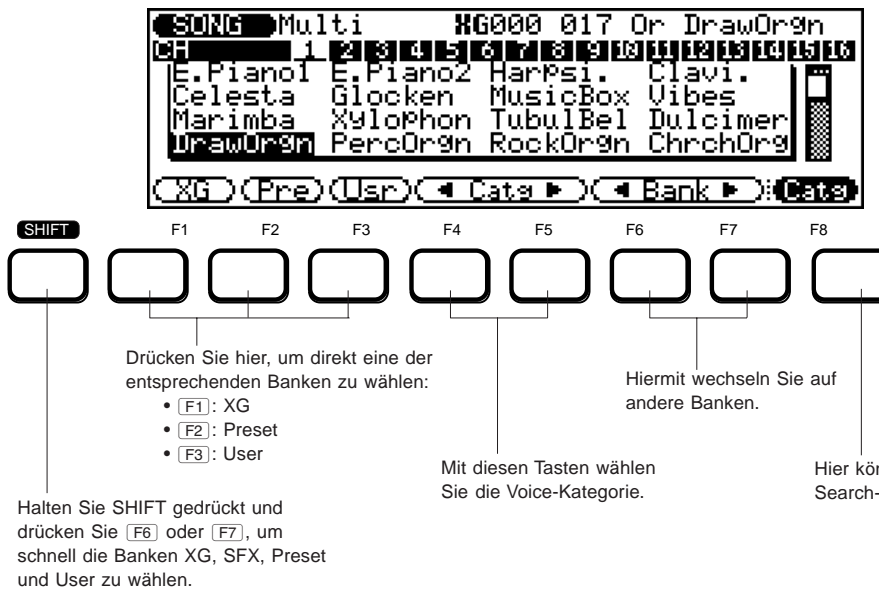 SONG Multi XG000 017 Or DrawOrgn
CH 1 2 3 4 5 6 7 8 9 10 11 12 13 14 15 16
E.Piano1 E.Piano2 Harpsi. Clavi.
Celesta Glocken MusicBox Vibes
Marimba Xylophon TubulBel Dulcimer
DrawOrgn PercOrgn RockOrgn ChrchOrg
XG Pre Usr ◀ Catg ▶ ◀ Bank ▶ Catg
SHIFT F1 F2 F3 F4 F5 F6 F7 F8
Drücken Sie hier, um direkt eine der
entsprechenden Banken zu wählen:
• F1: XG
• F2: Preset
• F3: User
Hiermit wechseln Sie auf
andere Banken.
Mit diesen Tasten wählen
Sie die Voice-Kategorie.
Hier kör
Search-
Halten Sie SHIFT gedrückt und
drücken Sie F6 oder F7, um
schnell die Banken XG, SFX, Preset
und User zu wählen.